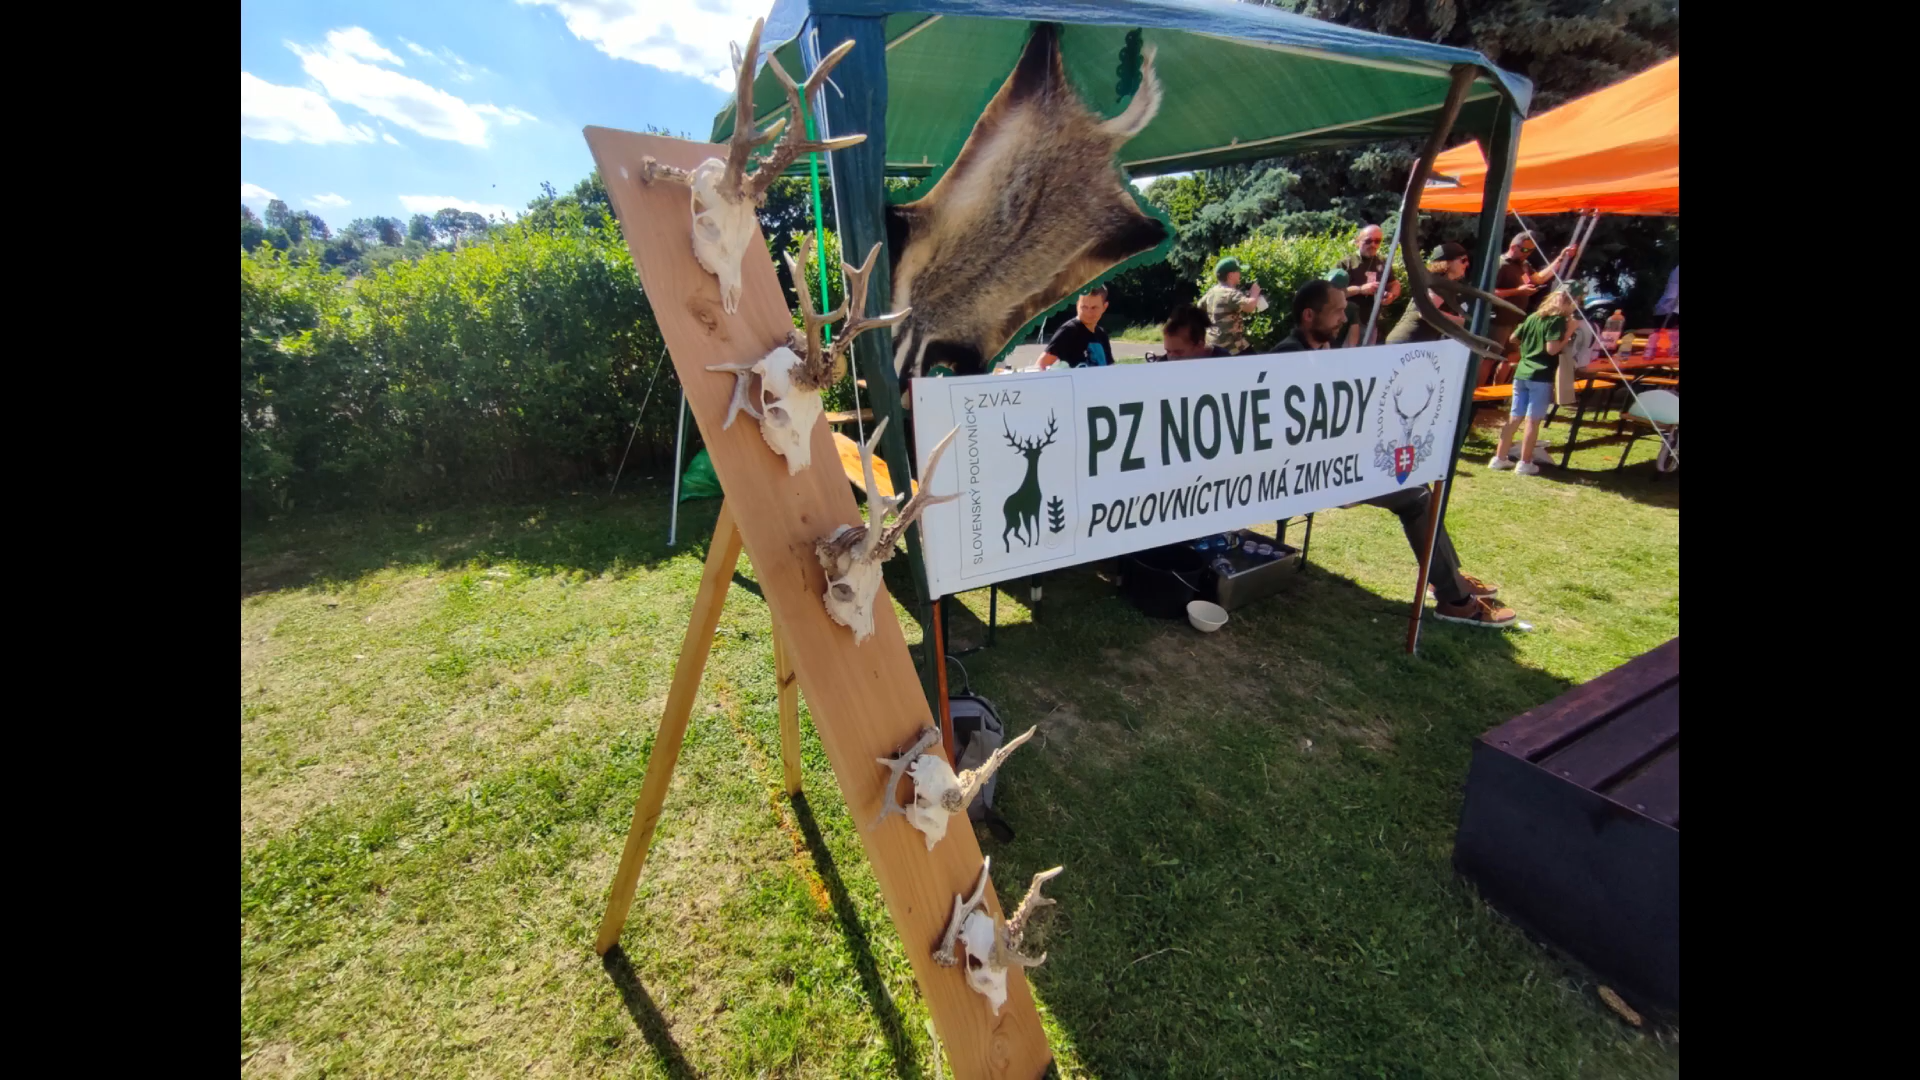 SLOVENSKÝ POĽOVNÍCKY
ZVÄZ
PZ NOVÉ SADY
POĽOVNÍCTVO MÁ ZMYSEL
SLOVENSKÁ POĽOVNÍCKA KOMORA